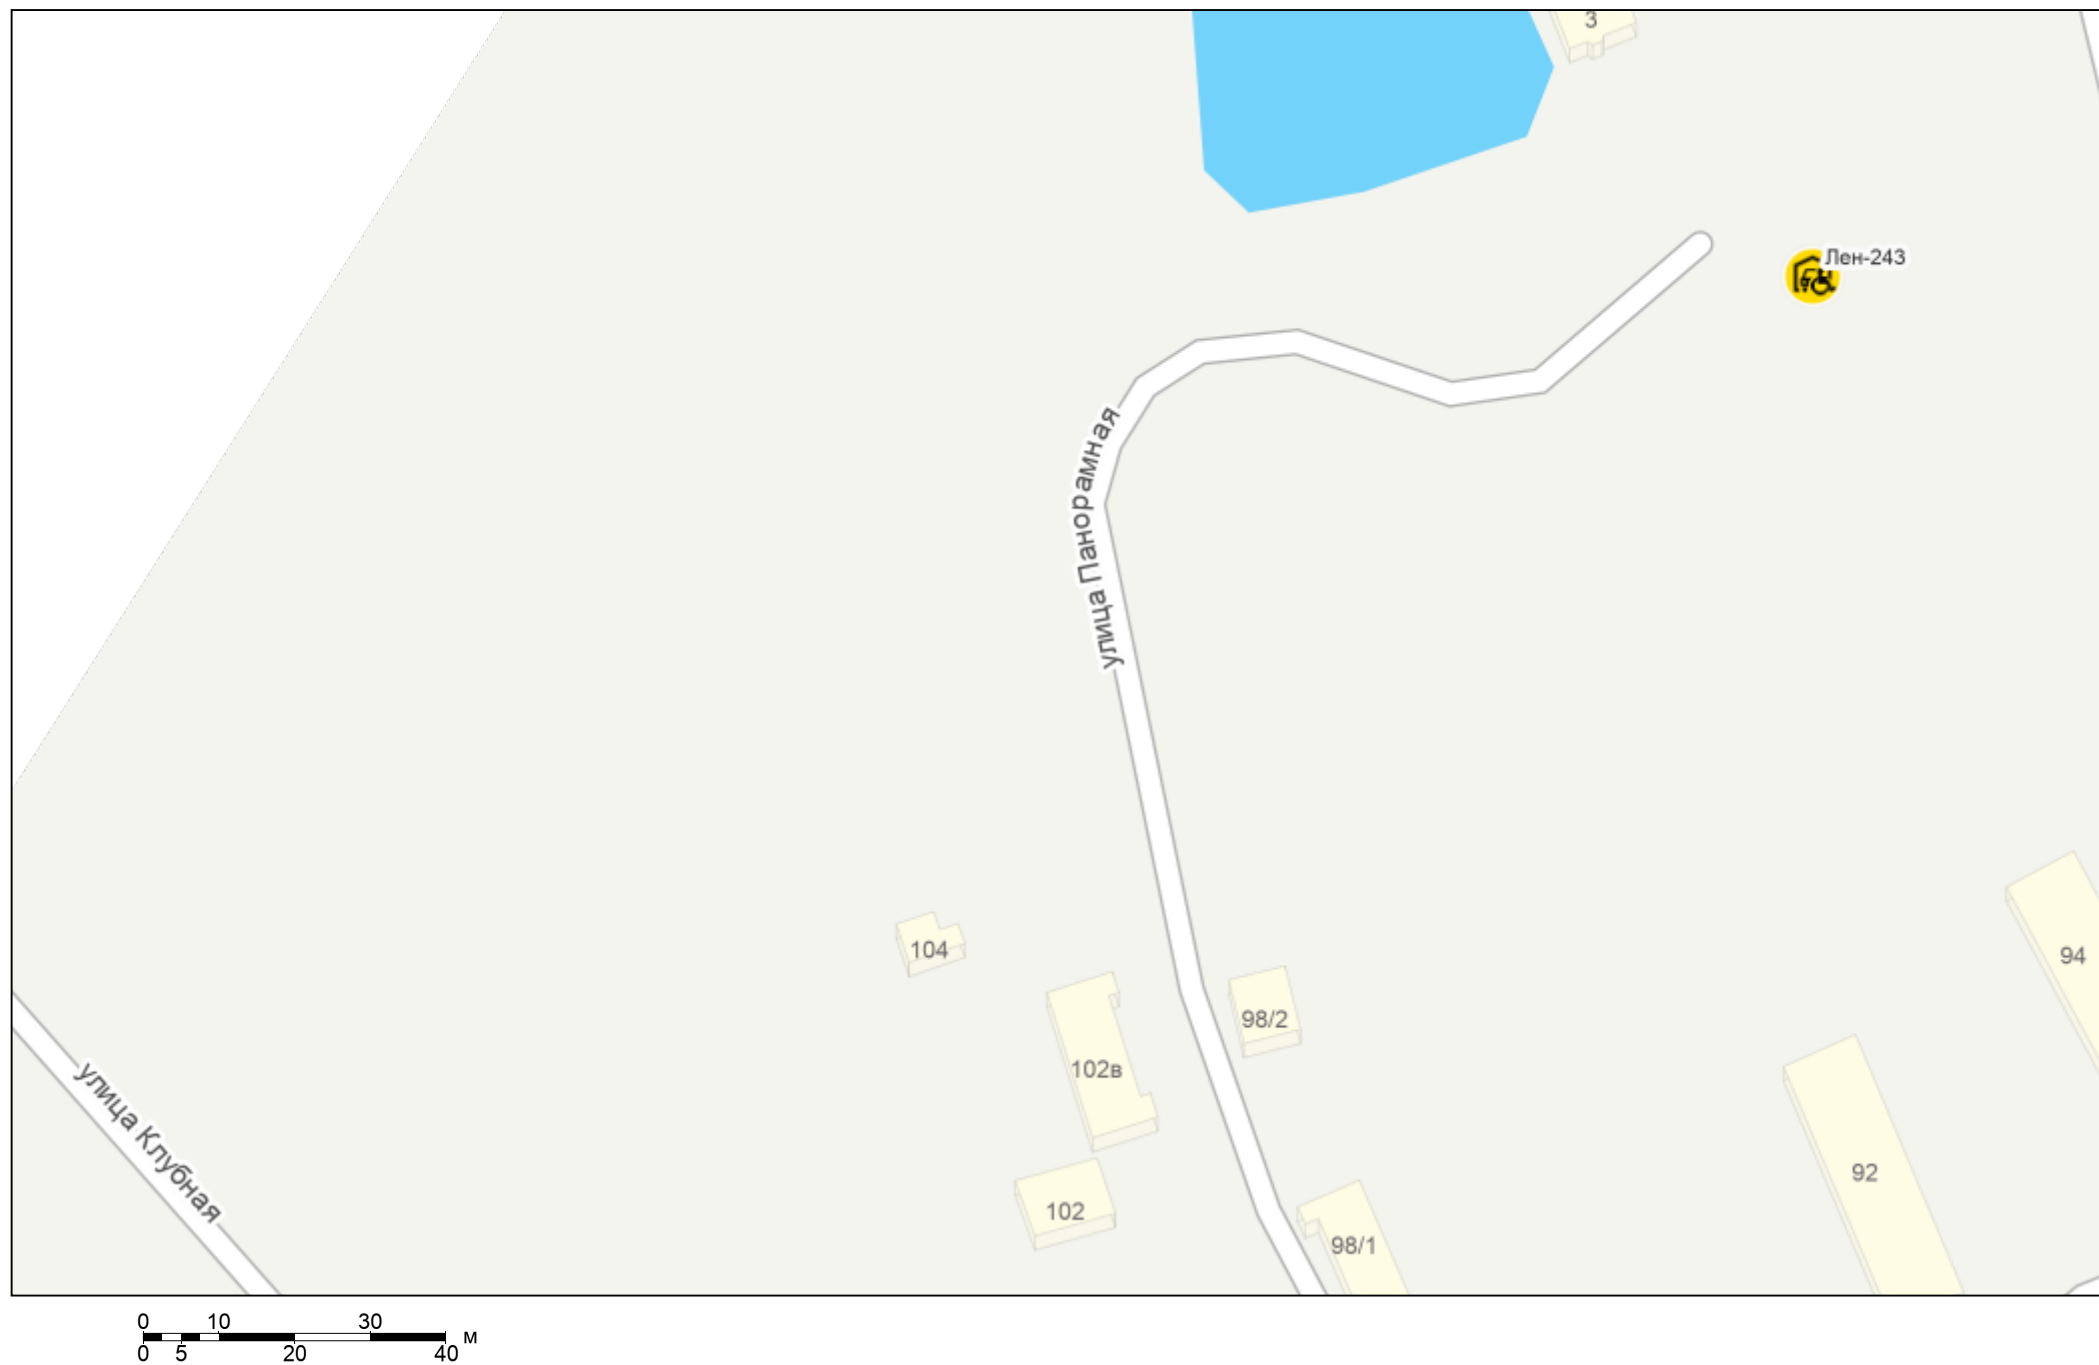 3
Лен-243
улица Панорамная
104
94
98/2
102в
улица Клубная
92
102
98/1
0 10 30
м
0 5 20 40